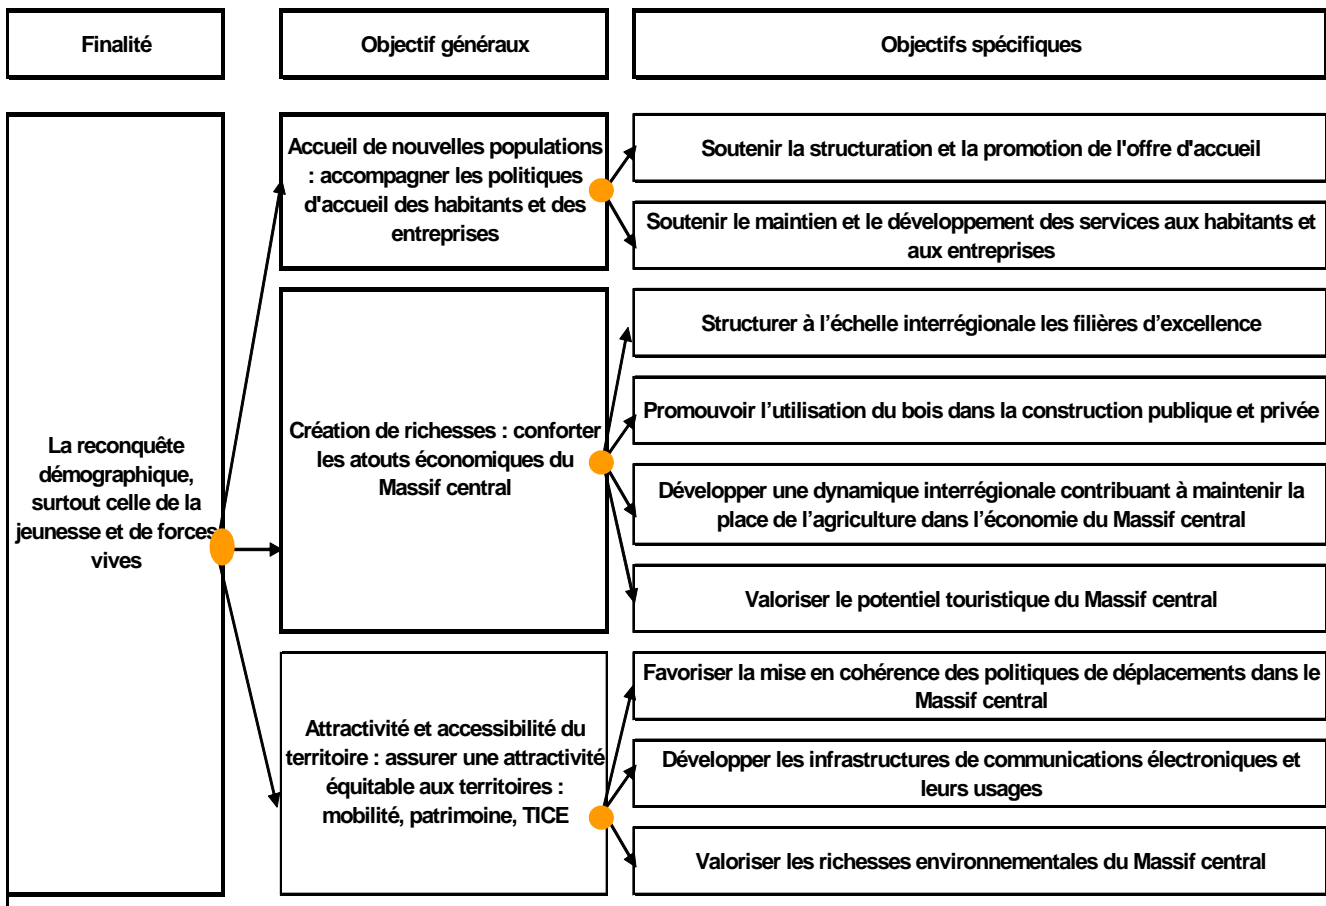 Finalité
Objectif généraux
Objectifs spécifiques
La reconquête
démographique,
surtout celle de la
jeunesse et de forces
vives
Accueil de nouvelles populations
: accompagner les politiques
d'accueil des habitants et des
entreprises
Soutenir la structuration et la promotion de l'offre d'accueil
Soutenir le maintien et le développement des services aux habitants et
aux entreprises
Création de richesses : conforter
les atouts économiques du
Massif central
Structurer à l’échelle interrégionale les filières d’excellence
Promouvoir l’utilisation du bois dans la construction publique et privée
Développer une dynamique interrégionale contribuant à maintenir la
place de l’agriculture dans l’économie du Massif central
Valoriser le potentiel touristique du Massif central
Attractivité et accessibilité du
territoire : assurer une attractivité
équitable aux territoires :
mobilité, patrimoine, TICE
Favoriser la mise en cohérence des politiques de déplacements dans le
Massif central
Développer les infrastructures de communications électroniques et
leurs usages
Valoriser les richesses environnementales du Massif central